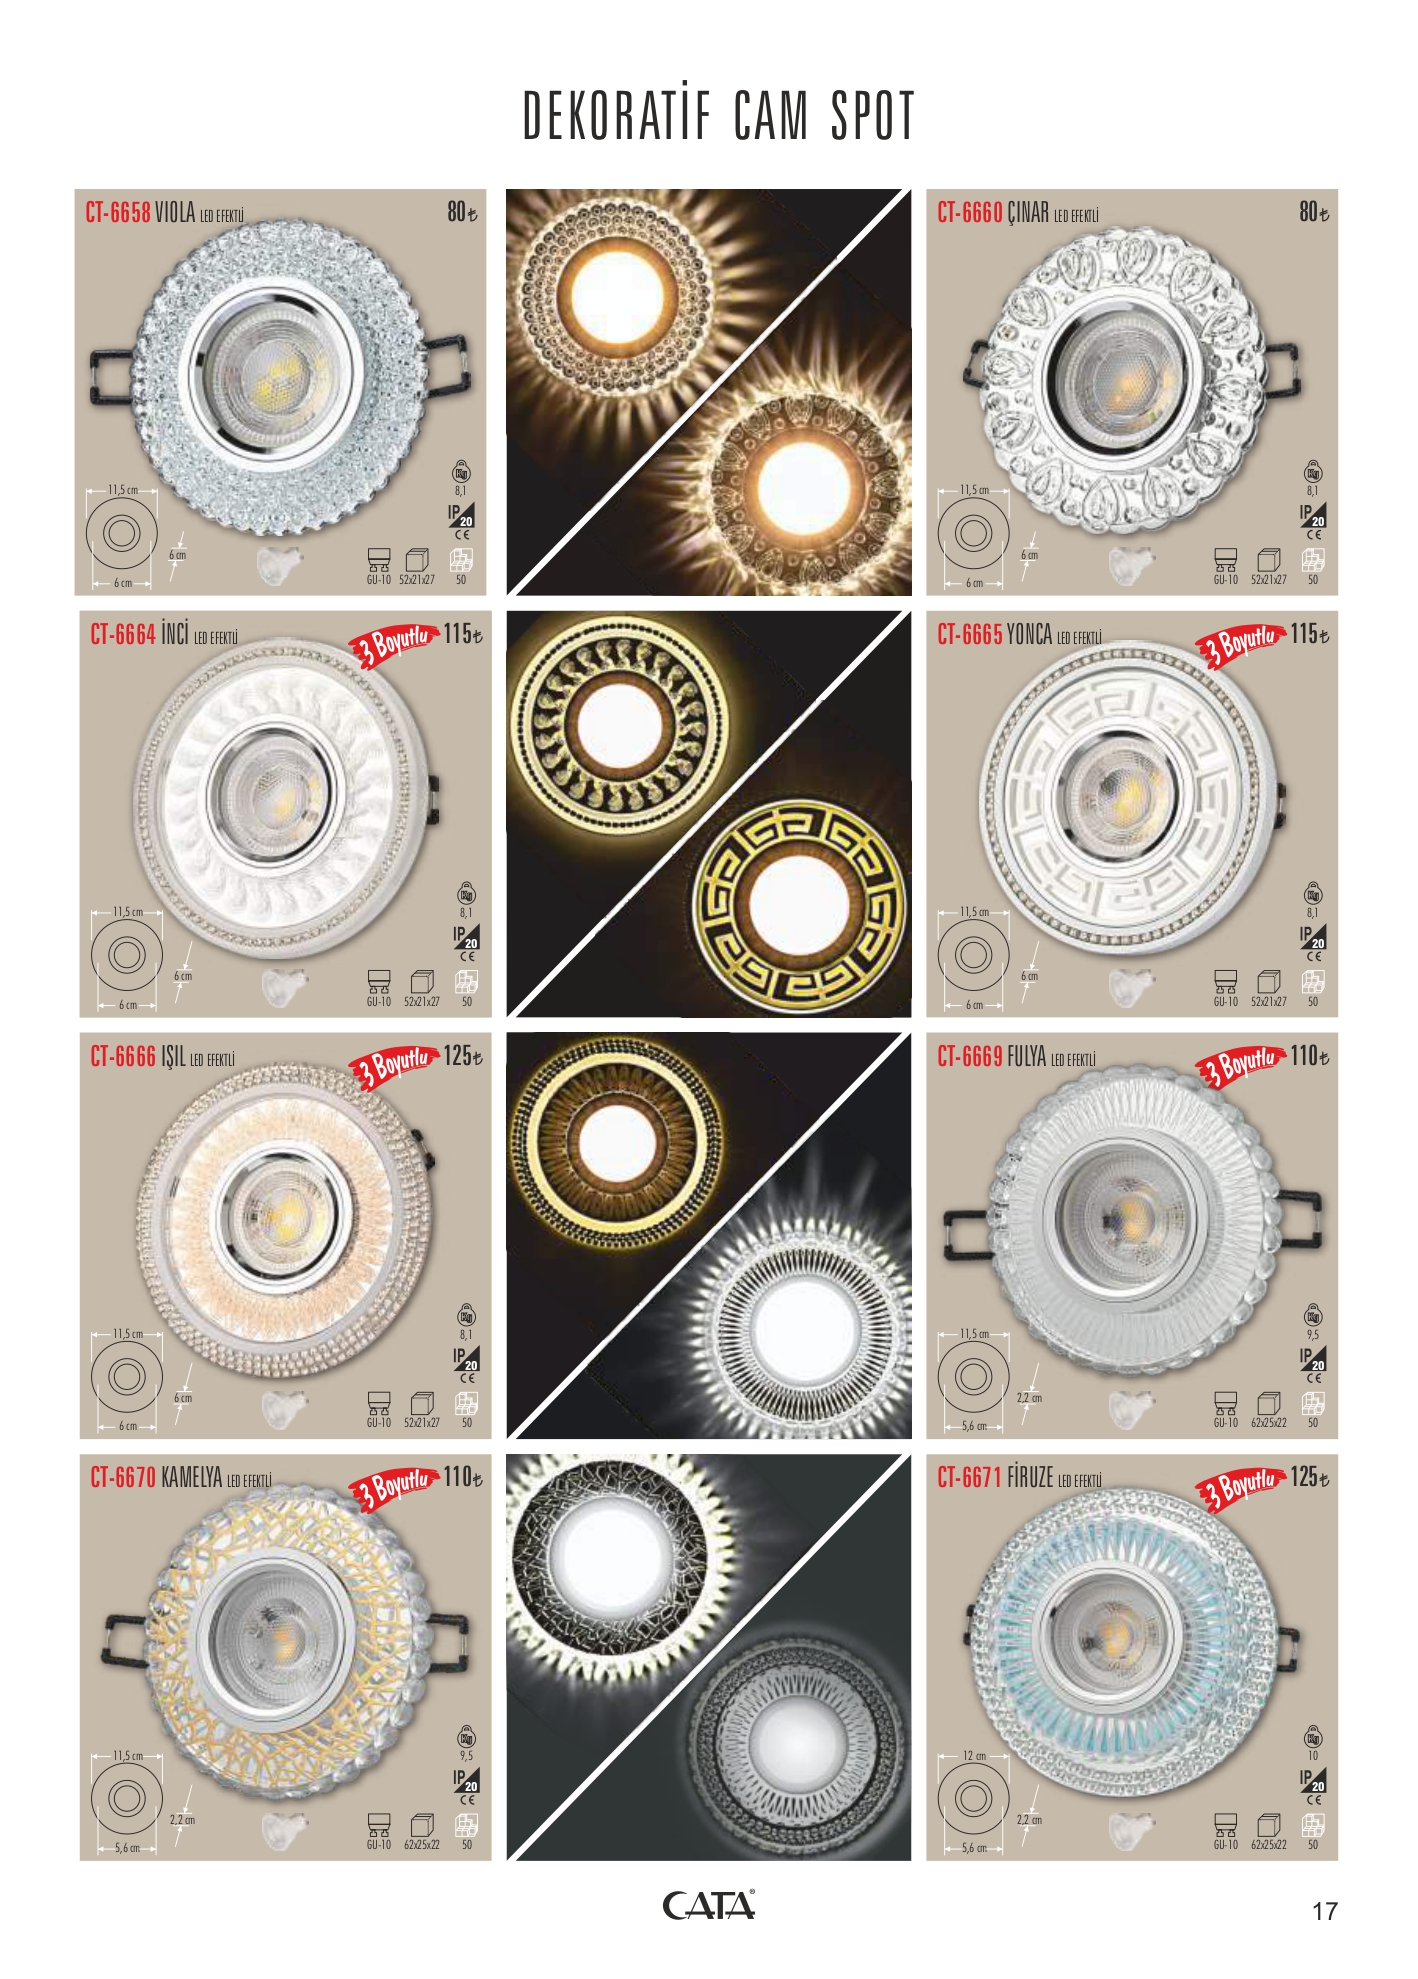 DEKORATİF CAM SPOT
CT-6658 VIOLA LED EFEKTLİ 80₺
11,5 cm
6 cm
6 cm
Kg
8,1
IP 20
CE
GU-10 52x21x27 50
CT-6660 ÇINAR LED EFEKTLİ 80₺
11,5 cm
6 cm
6 cm
Kg
8,1
IP 20
CE
GU-10 52x21x27 50
CT-6664 İNCİ LED EFEKTLİ 3 Boyutlu 115₺
11,5 cm
6 cm
6 cm
Kg
8,1
IP 20
CE
GU-10 52x21x27 50
CT-6665 YONCA LED EFEKTLİ 3 Boyutlu 115₺
11,5 cm
6 cm
6 cm
Kg
8,1
IP 20
CE
GU-10 52x21x27 50
CT-6666 IŞIL LED EFEKTLİ 3 Boyutlu 125₺
11,5 cm
6 cm
6 cm
Kg
8,1
IP 20
CE
GU-10 52x21x27 50
CT-6669 FULYA LED EFEKTLİ 3 Boyutlu 110₺
11,5 cm
2,2 cm
5,6 cm
Kg
9,5
IP 20
CE
GU-10 62x25x22 50
CT-6670 KAMELYA LED EFEKTLİ 3 Boyutlu 110₺
11,5 cm
2,2 cm
5,6 cm
Kg
9,5
IP 20
CE
GU-10 62x25x22 50
CT-6671 FİRUZE LED EFEKTLİ 3 Boyutlu 125₺
12 cm
2,2 cm
5,6 cm
Kg
10
IP 20
CE
GU-10 62x25x22 50
CATA®
17